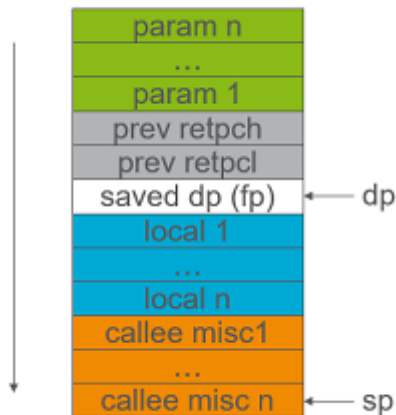 param n
...
param 1
prev retpch
prev retpcl
saved dp (fp)
dp
local 1
...
local n
callee misc1
...
callee misc n
sp